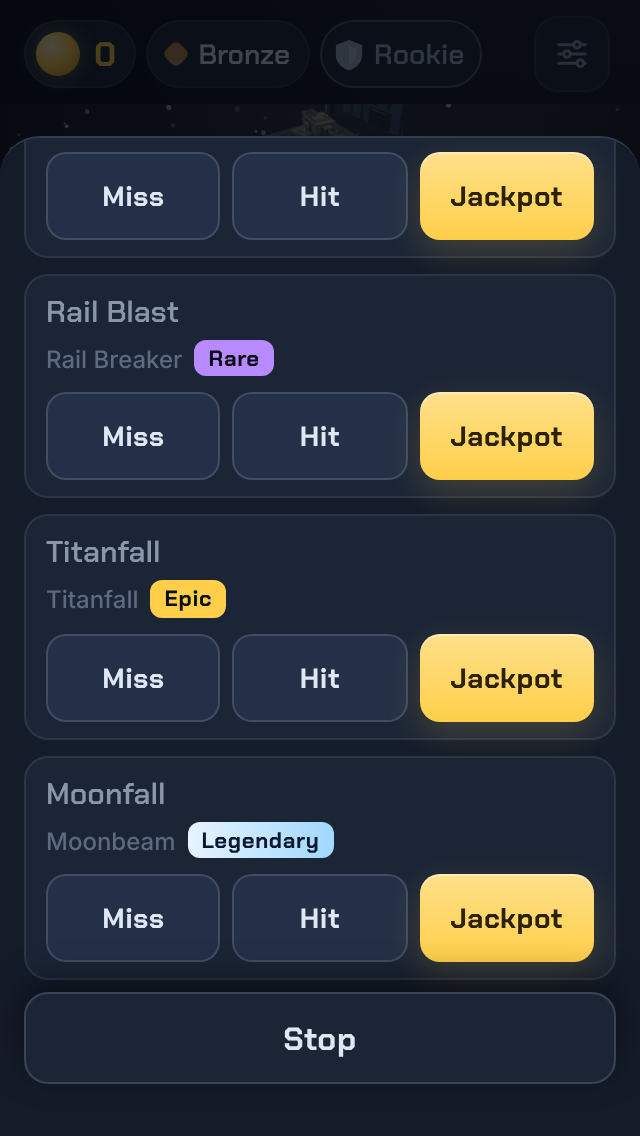 0 Bronze Rookie
Miss Hit Jackpot
Rail Blast
Rail Breaker Rare
Miss Hit Jackpot
Titanfall
Titanfall Epic
Miss Hit Jackpot
Moonfall
Moonbeam Legendary
Miss Hit Jackpot
Stop